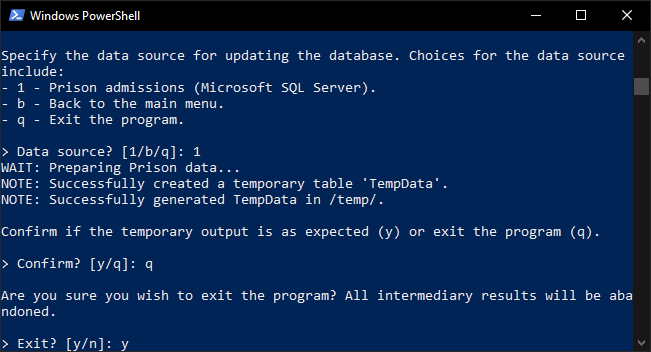 Windows PowerShell
Specify the data source for updating the database. Choices for the data source
include:
- 1 - Prison admissions (Microsoft SQL Server).
- b - Back to the main menu.
- q - Exit the program.
> Data source? [1/b/q]: 1
WAIT: Preparing Prison data...
NOTE: Successfully created a temporary table 'TempData'.
NOTE: Successfully generated TempData in /temp/.
Confirm if the temporary output is as expected (y) or exit the program (q).
> Confirm? [y/q]: q
Are you sure you wish to exit the program? All intermediary results will be aba
ndoned.
> Exit? [y/n]: y